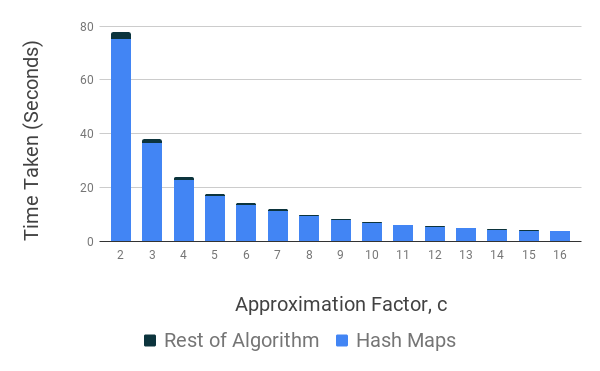 Time Taken (Seconds)
80
60
40
20
0
2 3 4 5 6 7 8 9 10 11 12 13 14 15 16
Approximation Factor, c
Rest of Algorithm Hash Maps